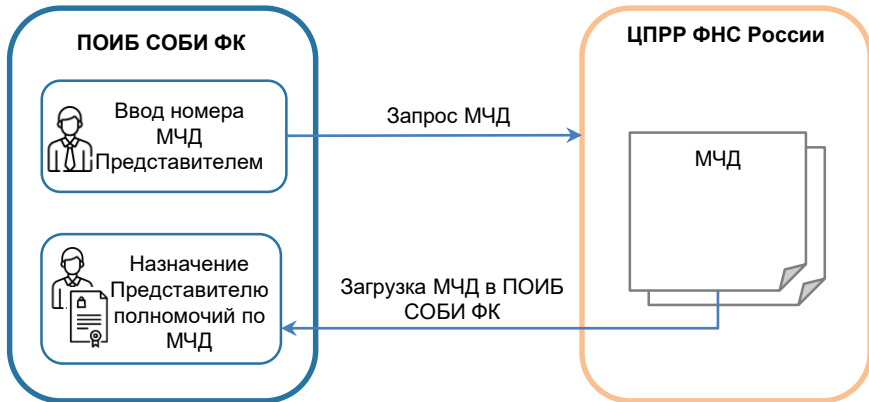 ПОИБ СОБИ ФК
Ввод номера
МЧД
Представителем
Запрос МЧД
ЦПРР ФНС России
МЧД
Назначение
Представителю
полномочий по
МЧД
Загрузка МЧД в ПОИБ
СОБИ ФК